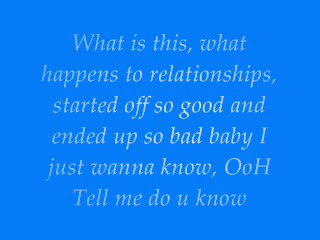 What is this, what
happens to relationships,
started off so good and
ended up so bad baby I
just wanna know, OoH
Tell me do u know